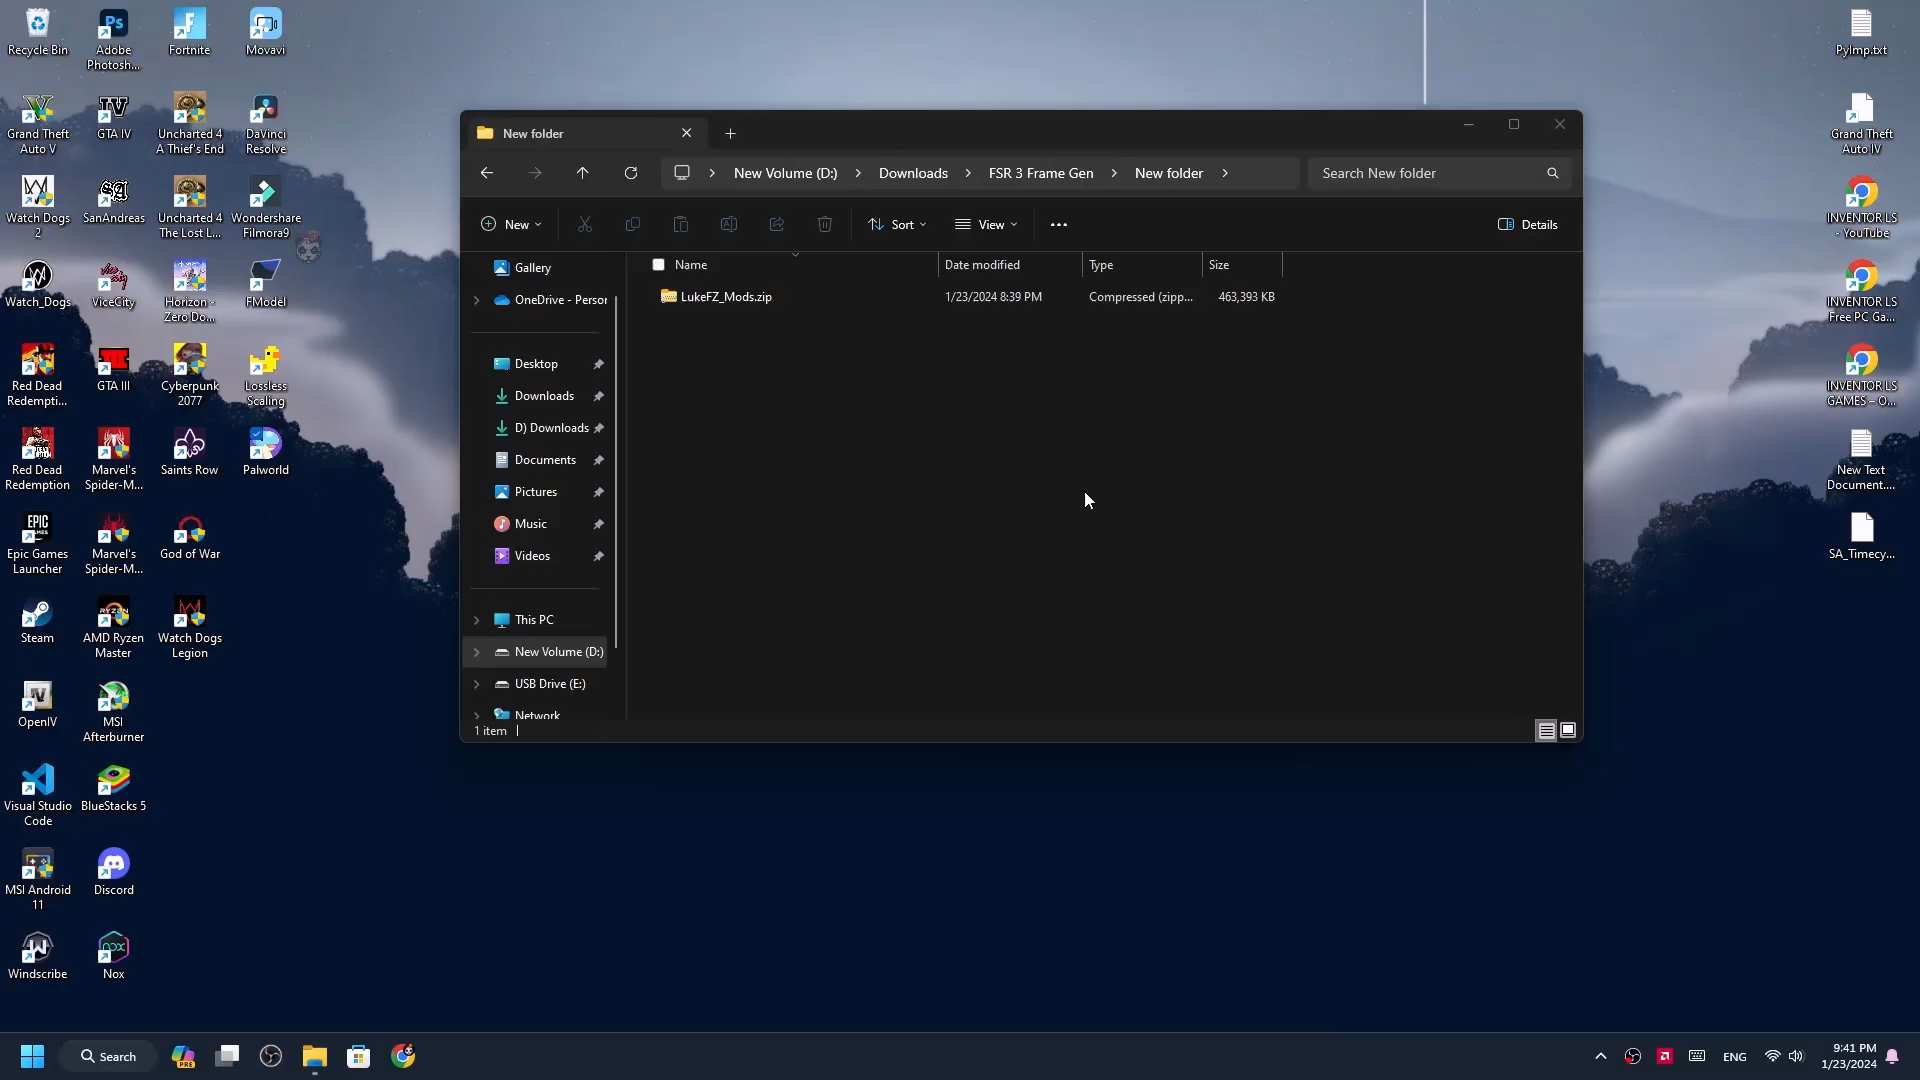 Recycle Bin
Adobe
Photosh...
Fortnite
Movavi
Grand Theft
Auto V
GTA IV
Uncharted 4
A Thief's End
DaVinci
Resolve
Watch Dogs
2
SanAndreas
Uncharted 4
The Lost L...
Wondershare
Filmora9
Watch_Dogs
ViceCity
Horizon -
Zero Do...
FModel
Red Dead
Redempti...
GTA III
Cyberpunk
2077
Lossless
Scaling
Red Dead
Redemption
Marvel's
Spider-M...
Saints Row
Palworld
Epic Games
Launcher
Marvel's
Spider-M...
God of War
Steam
AMD Ryzen
Master
Watch Dogs
Legion
OpenIV
MSI
Afterburner
Visual Studio
Code
BlueStacks 5
MSI Android
11
Discord
Windscribe
Nox
New folder
New Volume (D:)
Downloads
FSR 3 Frame Gen
New folder
Search New folder
New
Sort
View
Details
Gallery
OneDrive - Person
Desktop
Downloads
D) Downloads
Documents
Pictures
Music
Videos
This PC
New Volume (D:)
USB Drive (E:)
Network
Name
Date modified
Type
Size
LukeFZ_Mods.zip
1/23/2024 8:39 PM
Compressed (zipp...
463,393 KB
1 item
PyImp.txt
Grand Theft
Auto IV
INVENTOR LS
- YouTube
INVENTOR LS
Free PC Ga...
INVENTOR LS
GAMES – O...
New Text
Document....
SA_Timecy...
Search
PRE
ENG
9:41 PM
1/23/2024